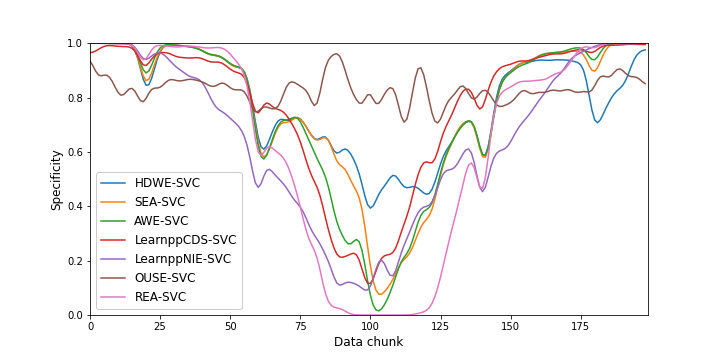 1.0
0.8
0.6
0.4
0.2
0.0
Specificity
HDWE-SVC
SEA-SVC
AWE-SVC
LearnppCDS-SVC
LearnppNIE-SVC
OUSE-SVC
REA-SVC
0 25 50 75 100 125 150 175
Data chunk